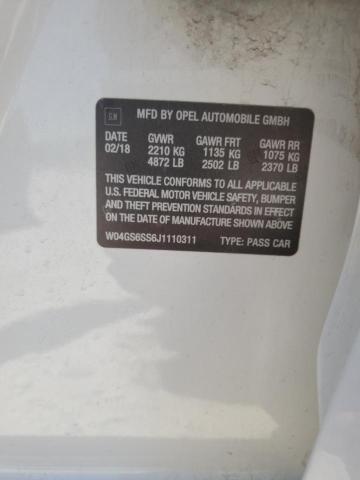 GM MFD BY OPEL AUTOMOBILE GMBH
DATE GVWR GAWR FRT GAWR RR
02/18 2210 KG 1135 KG 1075 KG
4872 LB 2502 LB 2370 LB
THIS VEHICLE CONFORMS TO ALL APPLICABLE
U.S. FEDERAL MOTOR VEHICLE SAFETY, BUMPER
AND THEFT PREVENTION STANDARDS IN EFFECT
ON THE DATE OF MANUFACTURE SHOWN ABOVE
W04GS6SS6J1110311 TYPE: PASS CAR